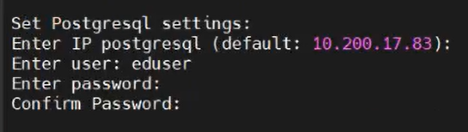 Set Postgresql settings:
Enter IP postgresql (default: 10.200.17.83):
Enter user: eduser
Enter password:
Confirm Password: